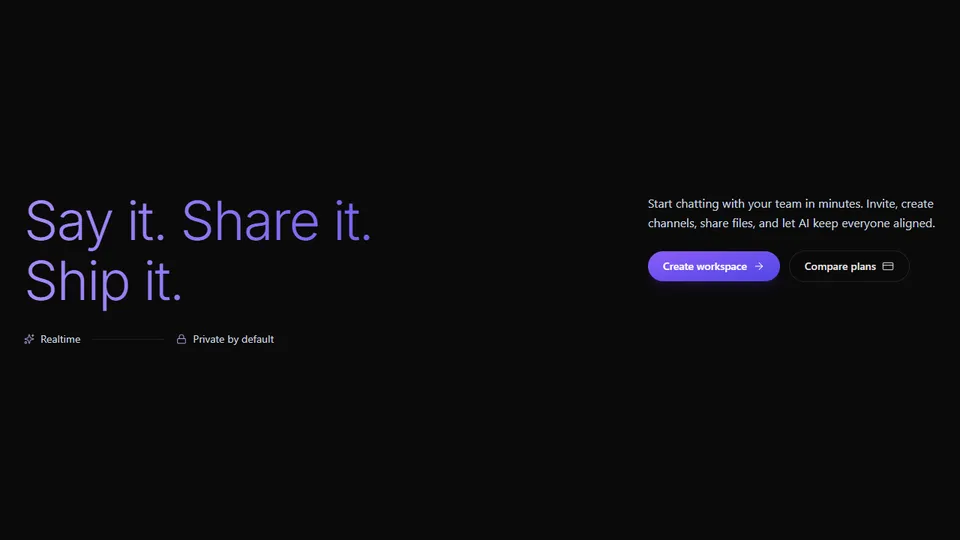 Say it. Share it.
Ship it.
Realtime
Private by default
Start chatting with your team in minutes. Invite, create
channels, share files, and let AI keep everyone aligned.
Create workspace
Compare plans